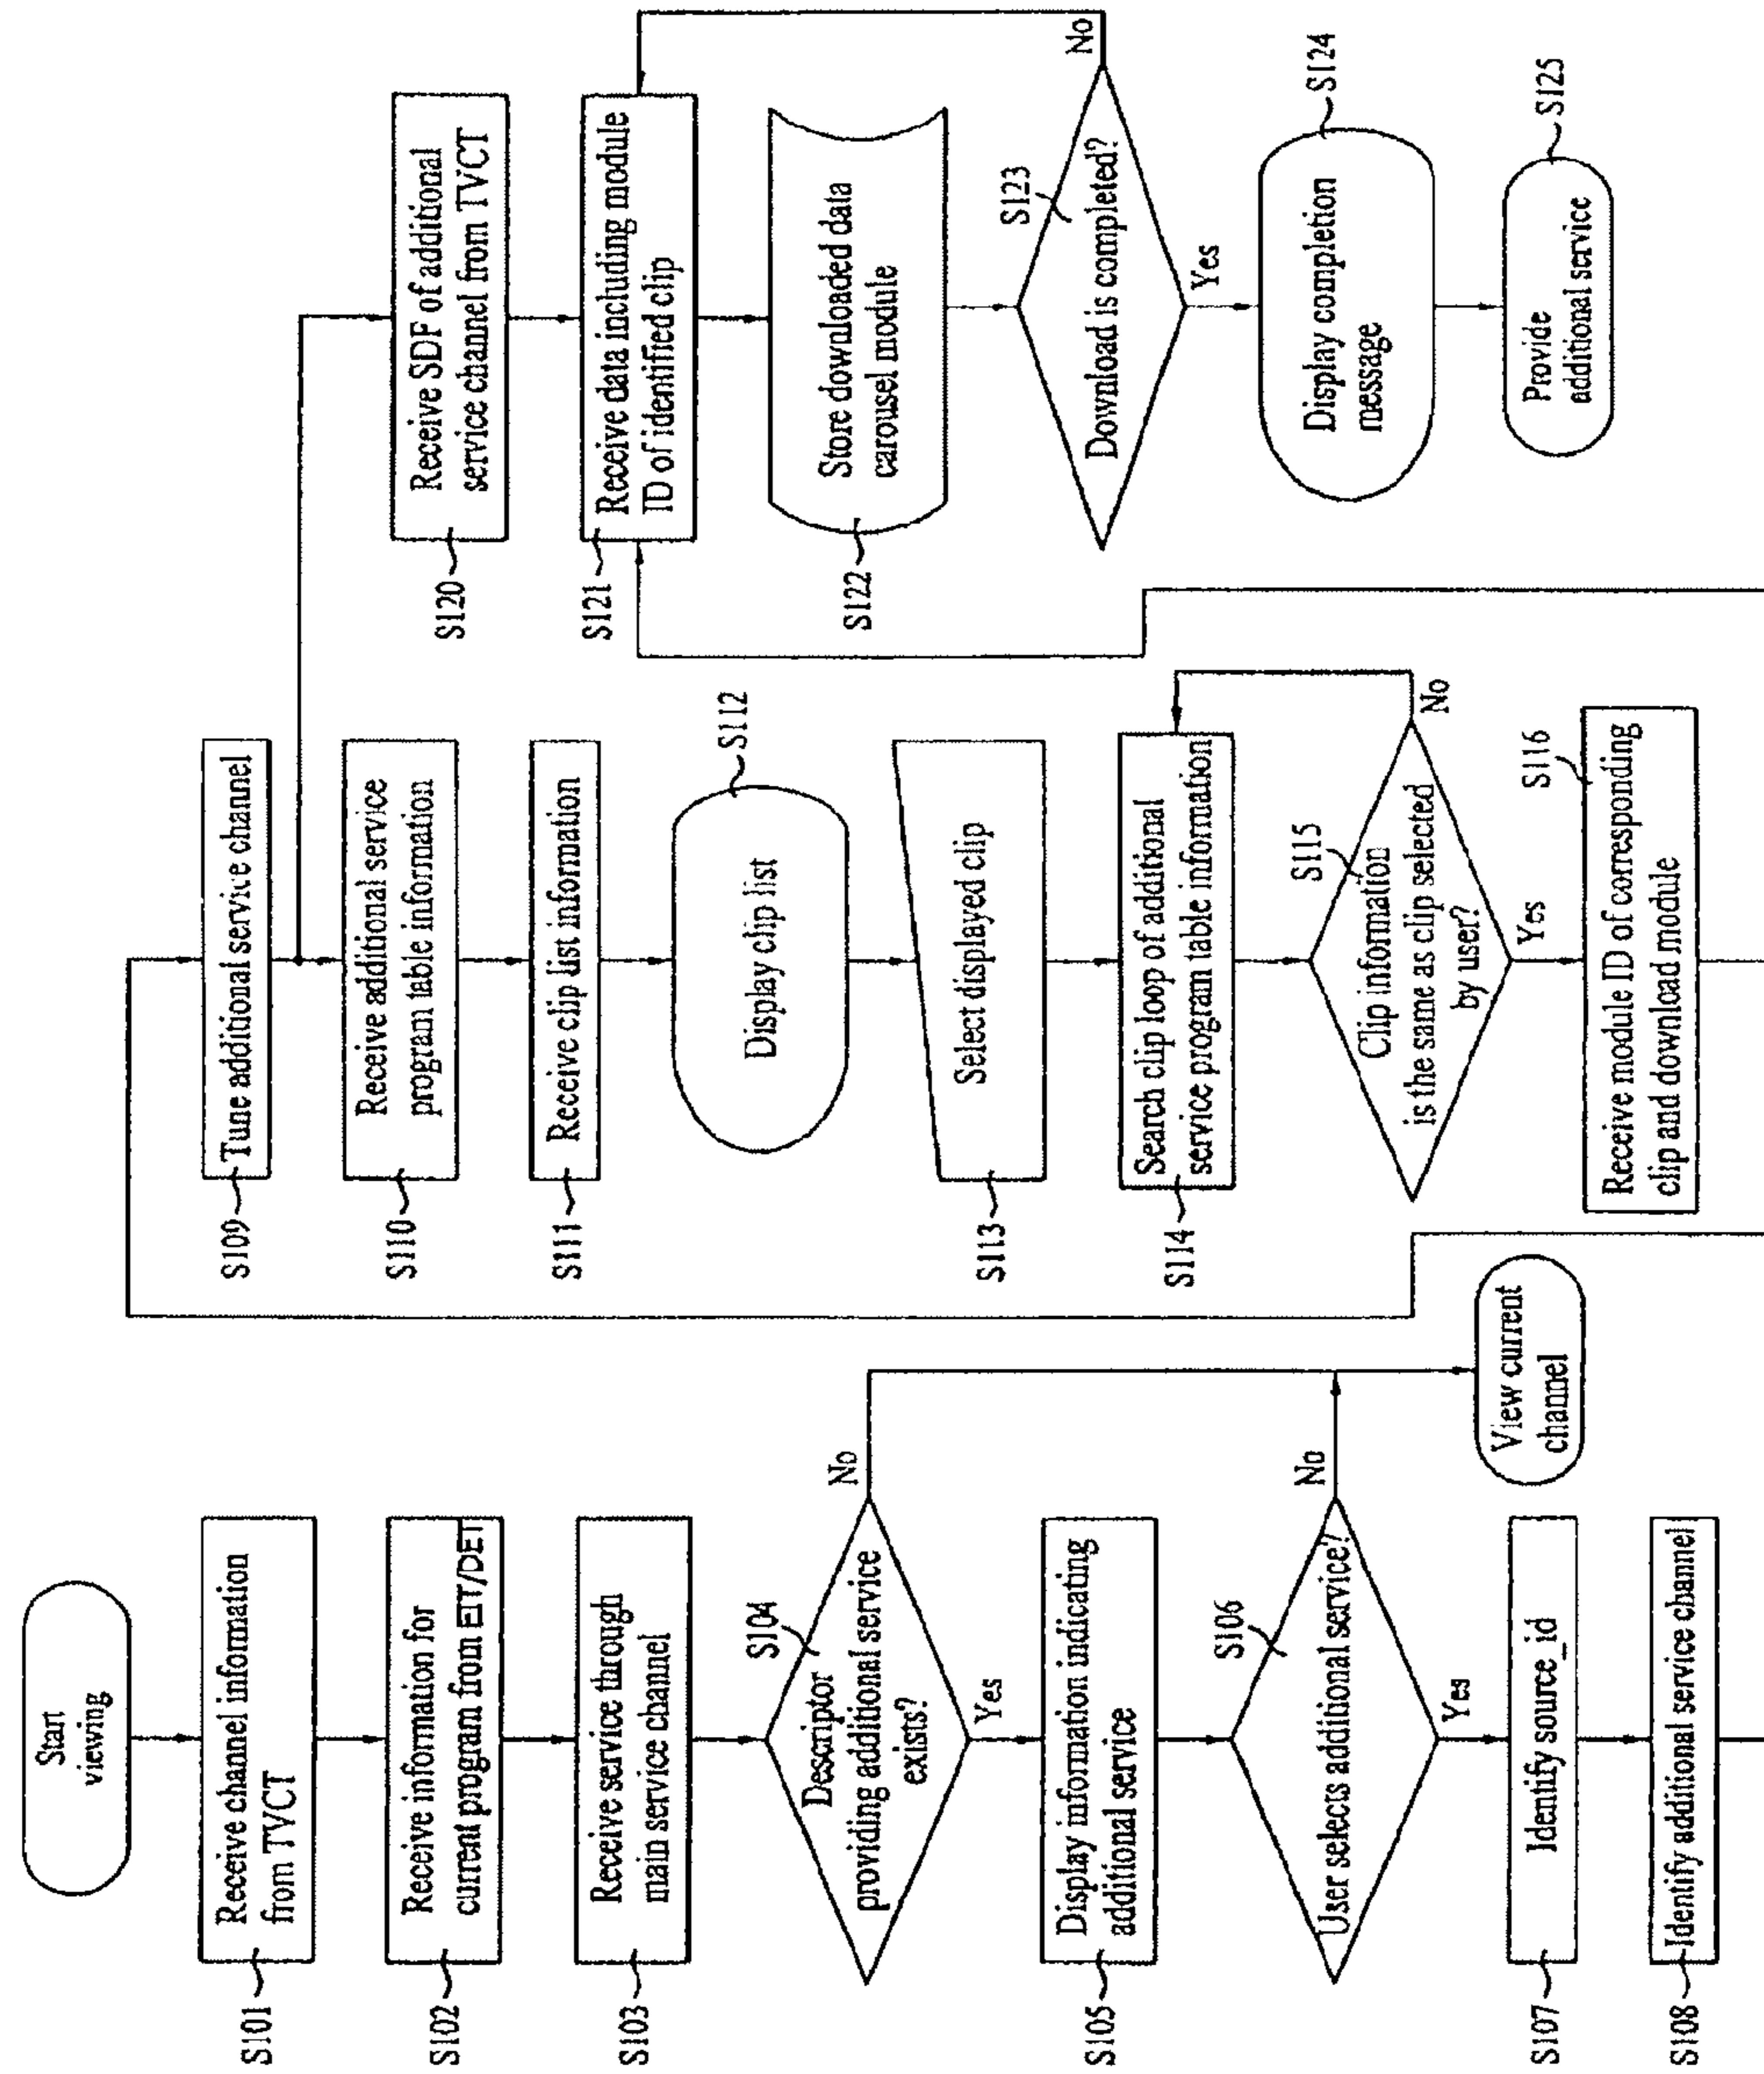 Start
viewing
S101
Receive channel information
from TVCT
S102
Receive information for
current program from EIT/DET
S103
Receive service through
main service channel
S104
Descriptor
providing additional service
exists?
No
Yes
S105
Display information indicating
additional service
S106
User selects additional service?
No
Yes
View current
channel
S107
Identify source_id
S108
Identify additional service channel
S109
Tune additional service channel
S110
Receive additional service
program table information
S111
Receive clip list information
S112
Display clip list
S113
Select displayed clip
S114
Search clip loop of additional
service program table information
S115
Clip information
is the same as clip selected
by user?
No
Yes
S116
Receive module ID of corresponding
clip and download module
S120
Receive SDF of additional
service channel from TVCT
S121
Receive data including module
ID of identified clip
S122
Store dowloaded data
carousel module
S123
Download is completed?
No
Yes
S124
Display completion
message
S125
Provide
additional service